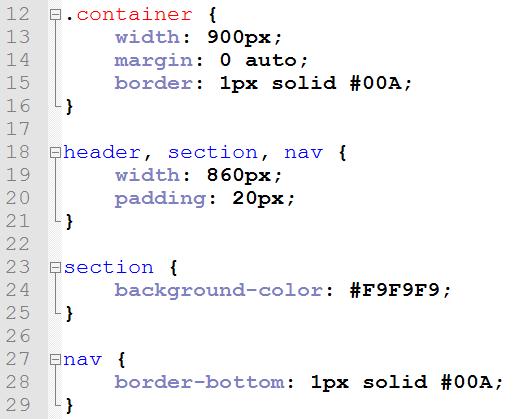 12 .container {
13     width: 900px;
14     margin: 0 auto;
15     border: 1px solid #00A;
16 }
17
18 header, section, nav {
19     width: 860px;
20     padding: 20px;
21 }
22
23 section {
24     background-color: #F9F9F9;
25 }
26
27 nav {
28     border-bottom: 1px solid #00A;
29 }